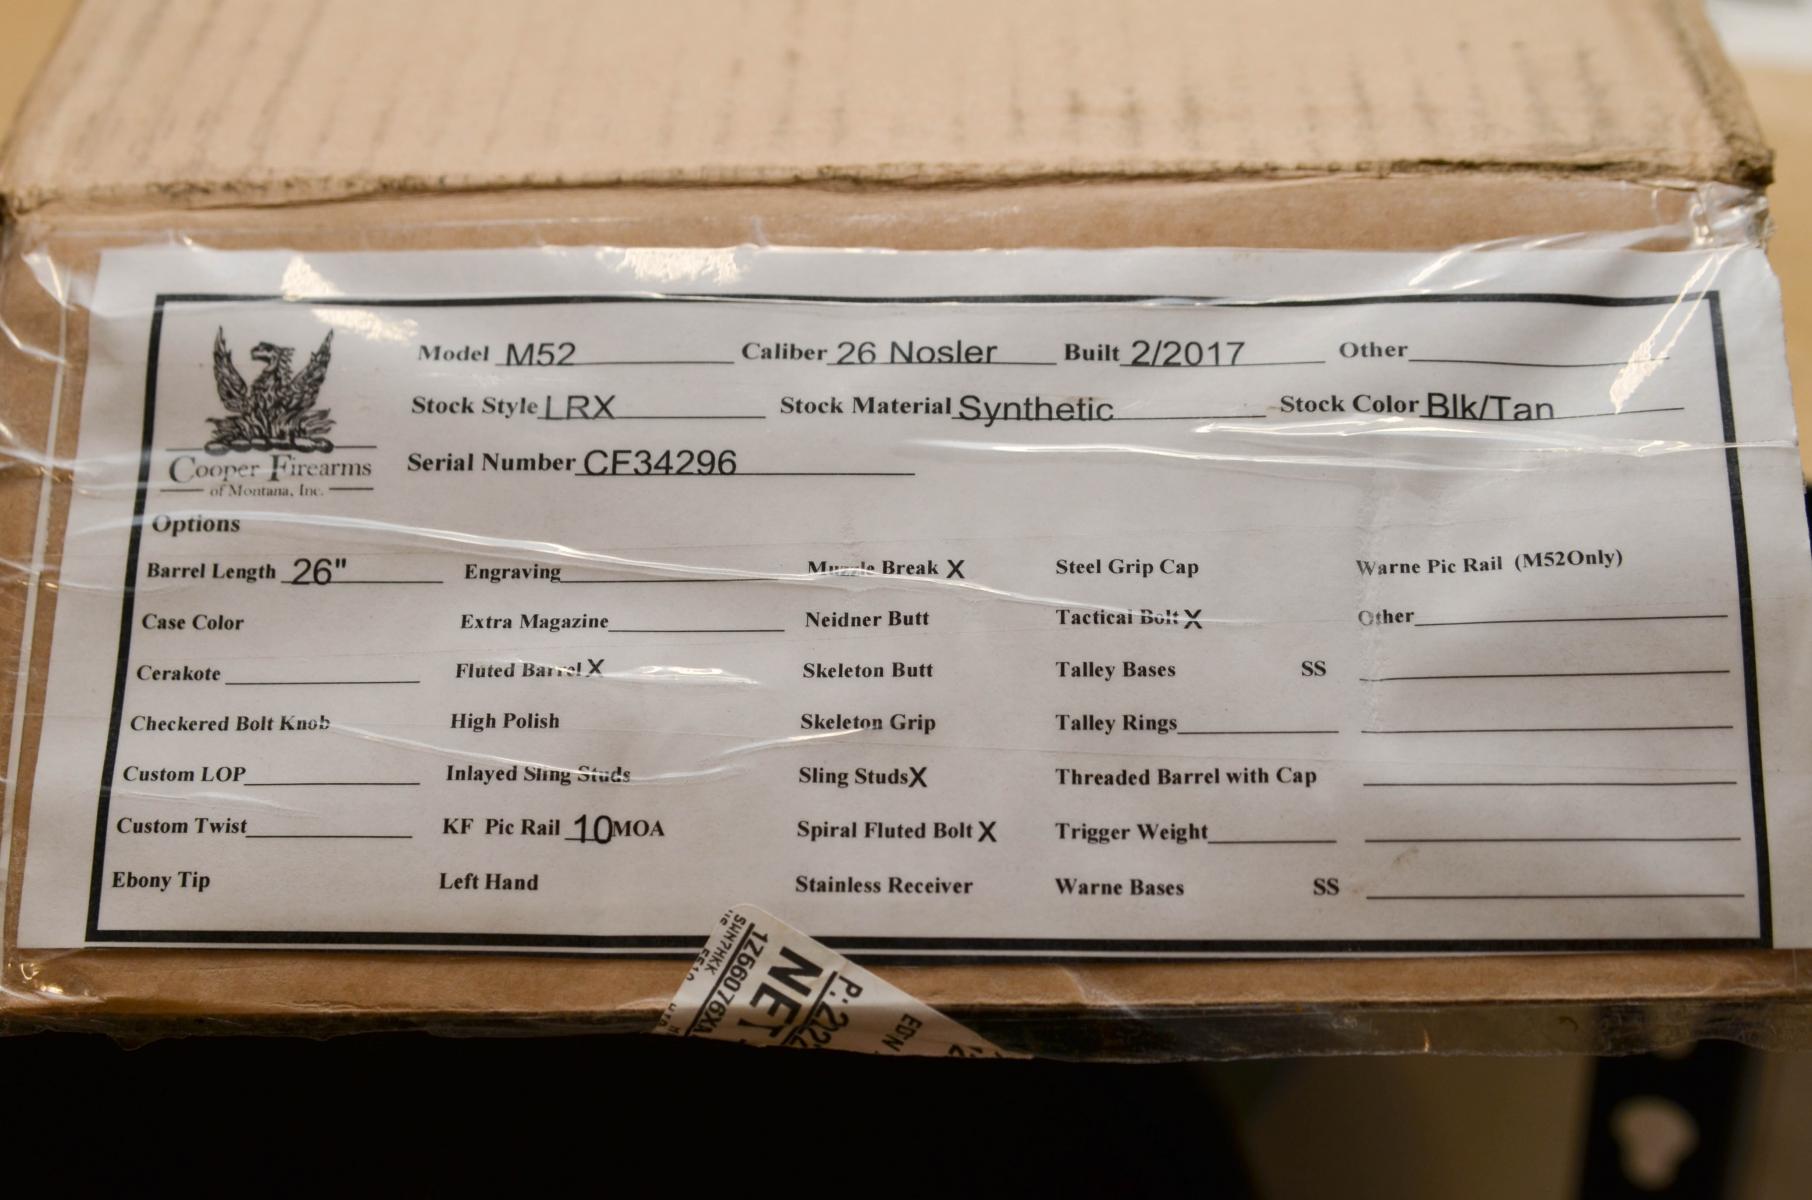 Model M52 Caliber 26 Nosler Built 2/2017 Other
Stock Style LRX Stock Material Synthetic Stock Color Blk/Tan
Cooper Firearms
of Montana, Inc.
Serial Number CF34296
Options
Barrel Length 26" Engraving Muzzle Break X Steel Grip Cap Warne Pic Rail (M52Only)
Case Color Extra Magazine Neidner Butt Tactical Bolt X Other
Cerakote Fluted Barrel X Skeleton Butt Talley Bases SS
Checkered Bolt Knob High Polish Skeleton Grip Talley Rings
Custom LOP Inlayed Sling Studs Sling Studs X Threaded Barrel with Cap
Custom Twist KF Pic Rail 10 MOA Spiral Fluted Bolt X Trigger Weight
Ebony Tip Left Hand Stainless Receiver Warne Bases SS